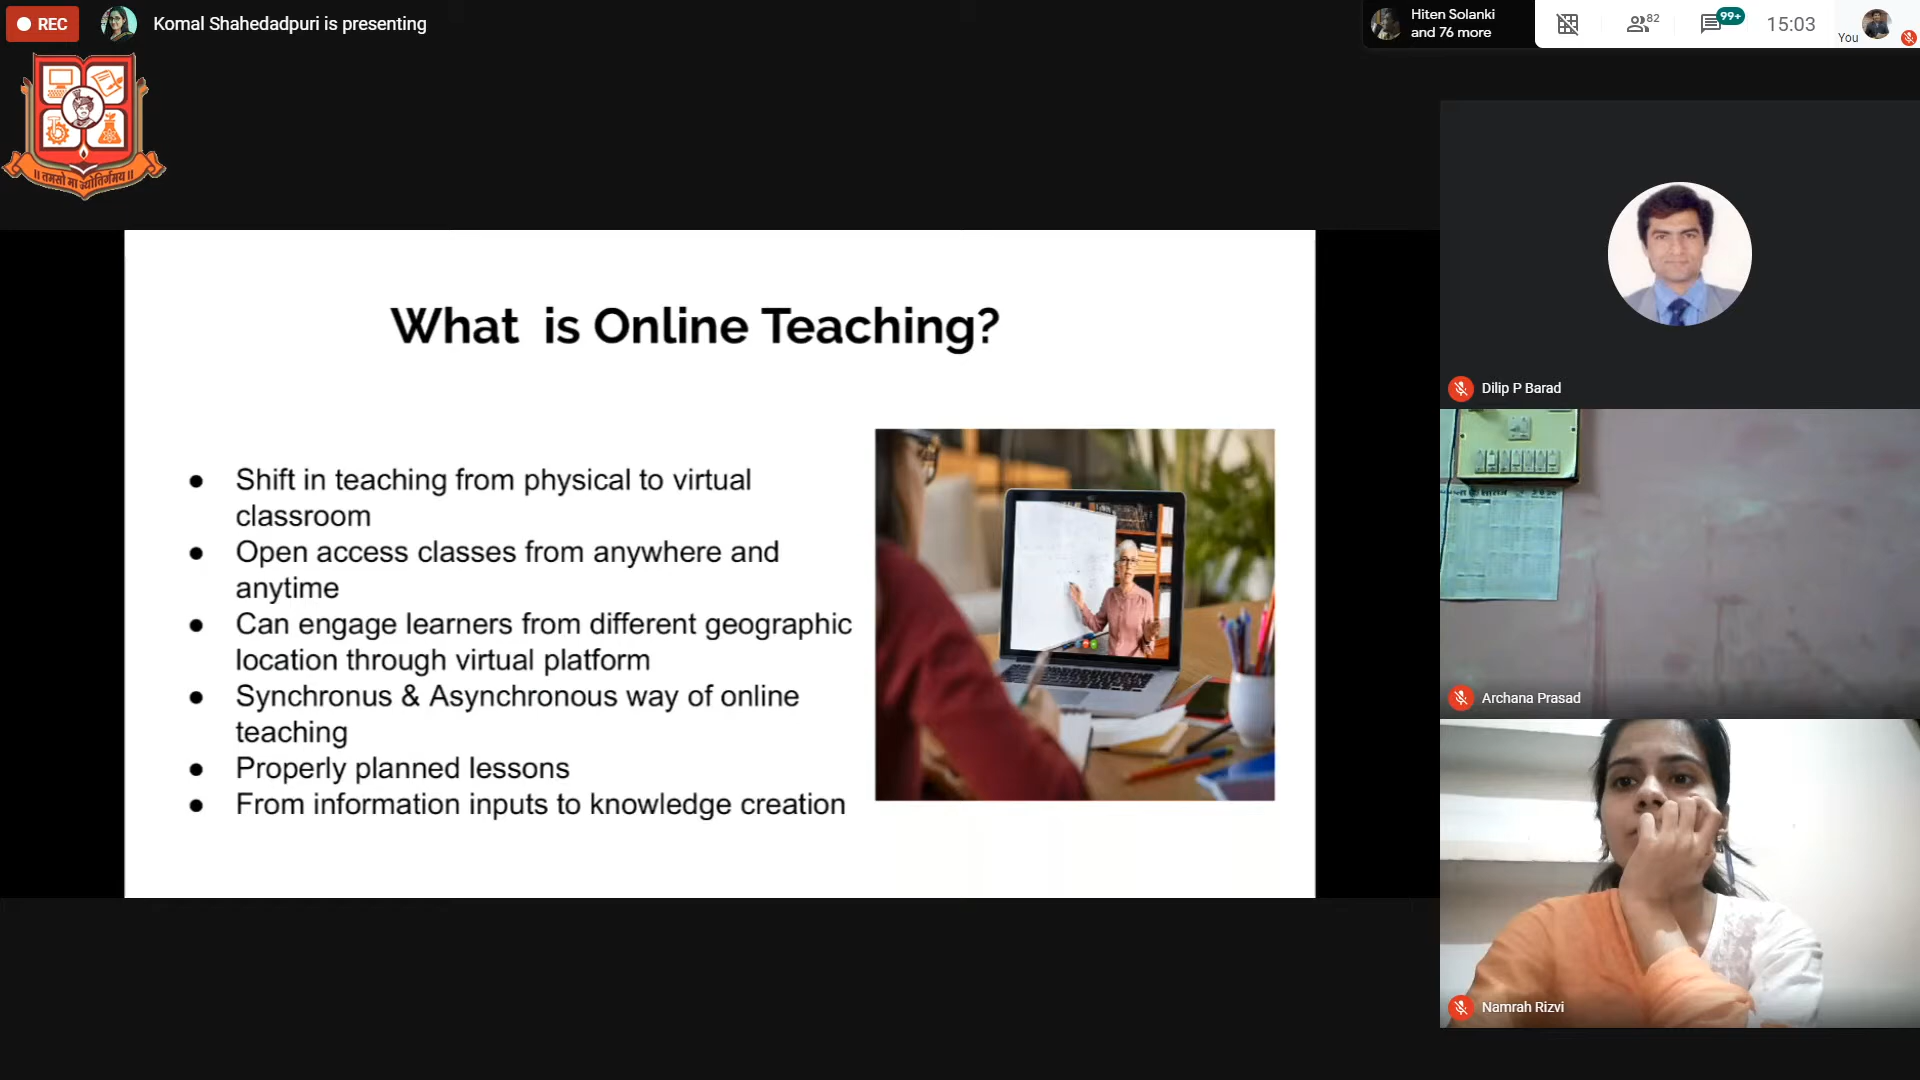 REC
Komal Shahedadpuri is presenting
Hiten Solanki
and 76 more
82
99+
15:03
You
॥ तमसो मा ज्योतिर्गमय ॥
What is Online Teaching?
● Shift in teaching from physical to virtual
classroom
● Open access classes from anywhere and
anytime
● Can engage learners from different geographic
location through virtual platform
● Synchronus & Asynchronous way of online
teaching
● Properly planned lessons
● From information inputs to knowledge creation
Dilip P Barad
Archana Prasad
Namrah Rizvi